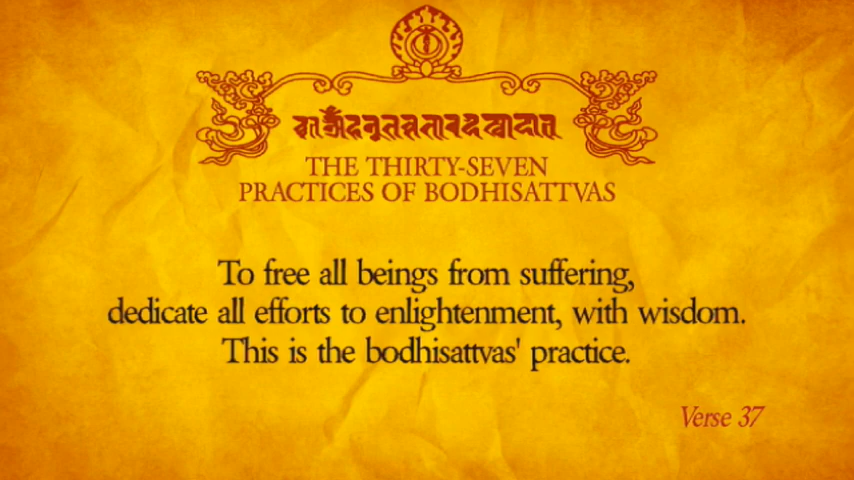 THE THIRTY-SEVEN
PRACTICES OF BODHISATTVAS
To free all beings from suffering,
dedicate all efforts to enlightenment, with wisdom.
This is the bodhisattvas' practice.
Verse 37